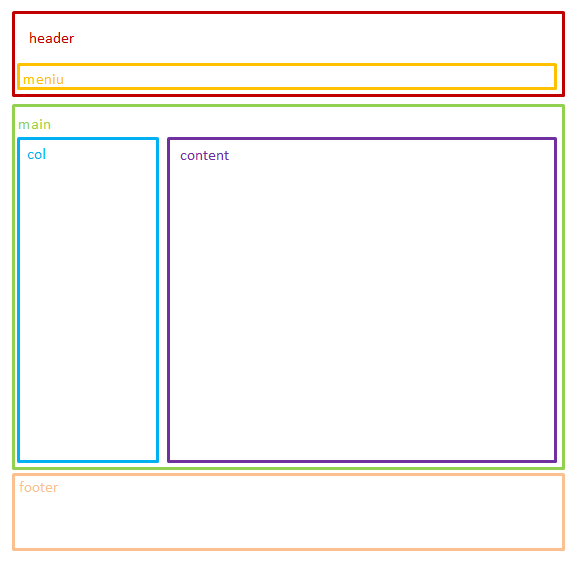 header
meniu
main
col
content
footer